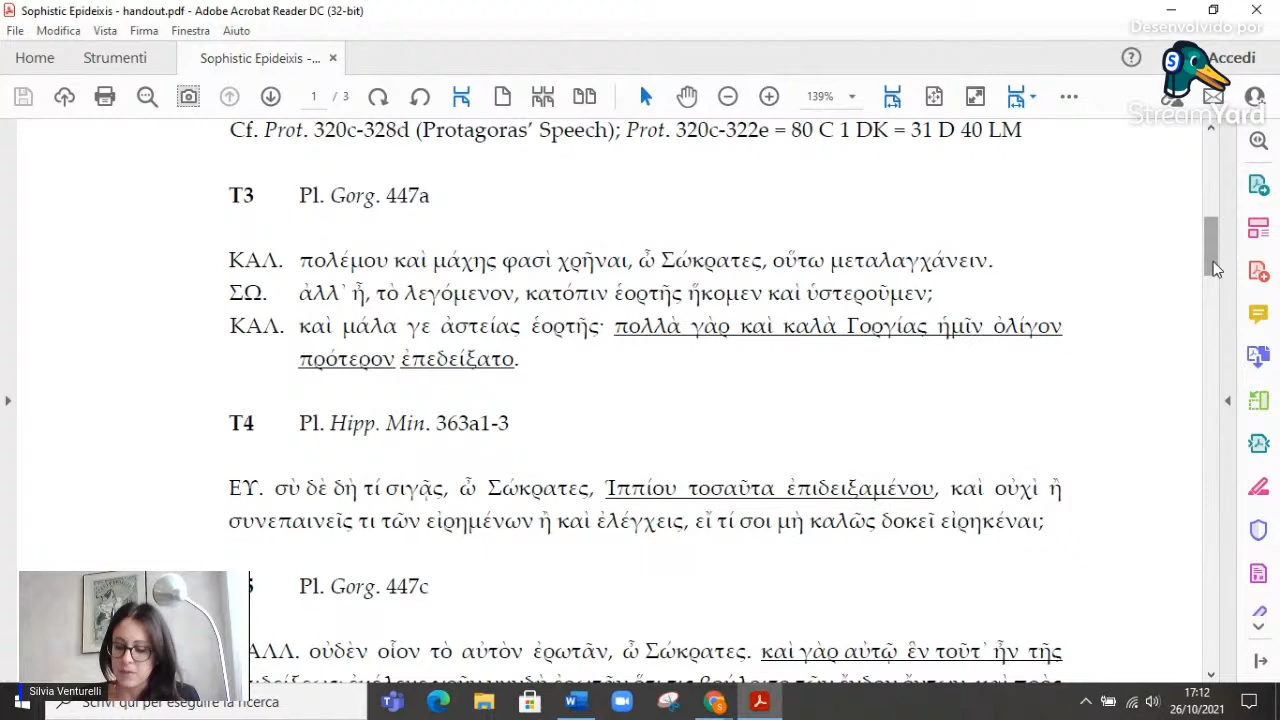 Sophistic Epideixis - handout.pdf - Adobe Acrobat Reader DC (32-bit)
File Modifica Vista Firma Finestra Aiuto
Desenvolvido por
Home Strumenti Sophistic Epideixis -... × Accedi
StreamYard
1 / 3 139%
Cf. Prot. 320c-328d (Protagoras’ Speech); Prot. 320c-322e = 80 C 1 DK = 31 D 40 LM
T3 Pl. Gorg. 447a
ΚΑΛ. πολέμου καὶ μάχης φασὶ χρῆναι, ὦ Σώκρατες, οὕτω μεταλαγχάνειν.
ΣΩ. ἀλλ᾽ ἦ, τὸ λεγόμενον, κατόπιν ἑορτῆς ἥκομεν καὶ ὑστεροῦμεν;
ΚΑΛ. καὶ μάλα γε ἀστείας ἑορτῆς· πολλὰ γὰρ καὶ καλὰ Γοργίας ἡμῖν ὀλίγον
πρότερον ἐπεδείξατο.
T4 Pl. Hipp. Min. 363a1-3
ΕΥ. σὺ δὲ δὴ τί σιγᾷς, ὦ Σώκρατες, Ἱππίου τοσαῦτα ἐπιδειξαμένου, καὶ οὐχὶ ἢ
συνεπαινεῖς τι τῶν εἰρημένων ἢ καὶ ἐλέγχεις, εἴ τί σοι μὴ καλῶς δοκεῖ εἰρηκέναι;
Pl. Gorg. 447c
ΑΛΛ. οὐδὲν οἷον τὸ αὐτὸν ἐρωτᾶν, ὦ Σώκρατες. καὶ γὰρ αὐτῷ ἓν τοῦτ᾽ ἦν τῆς
Silvia Venturelli
Scrivi qui per eseguire la ricerca
17:12
26/10/2021